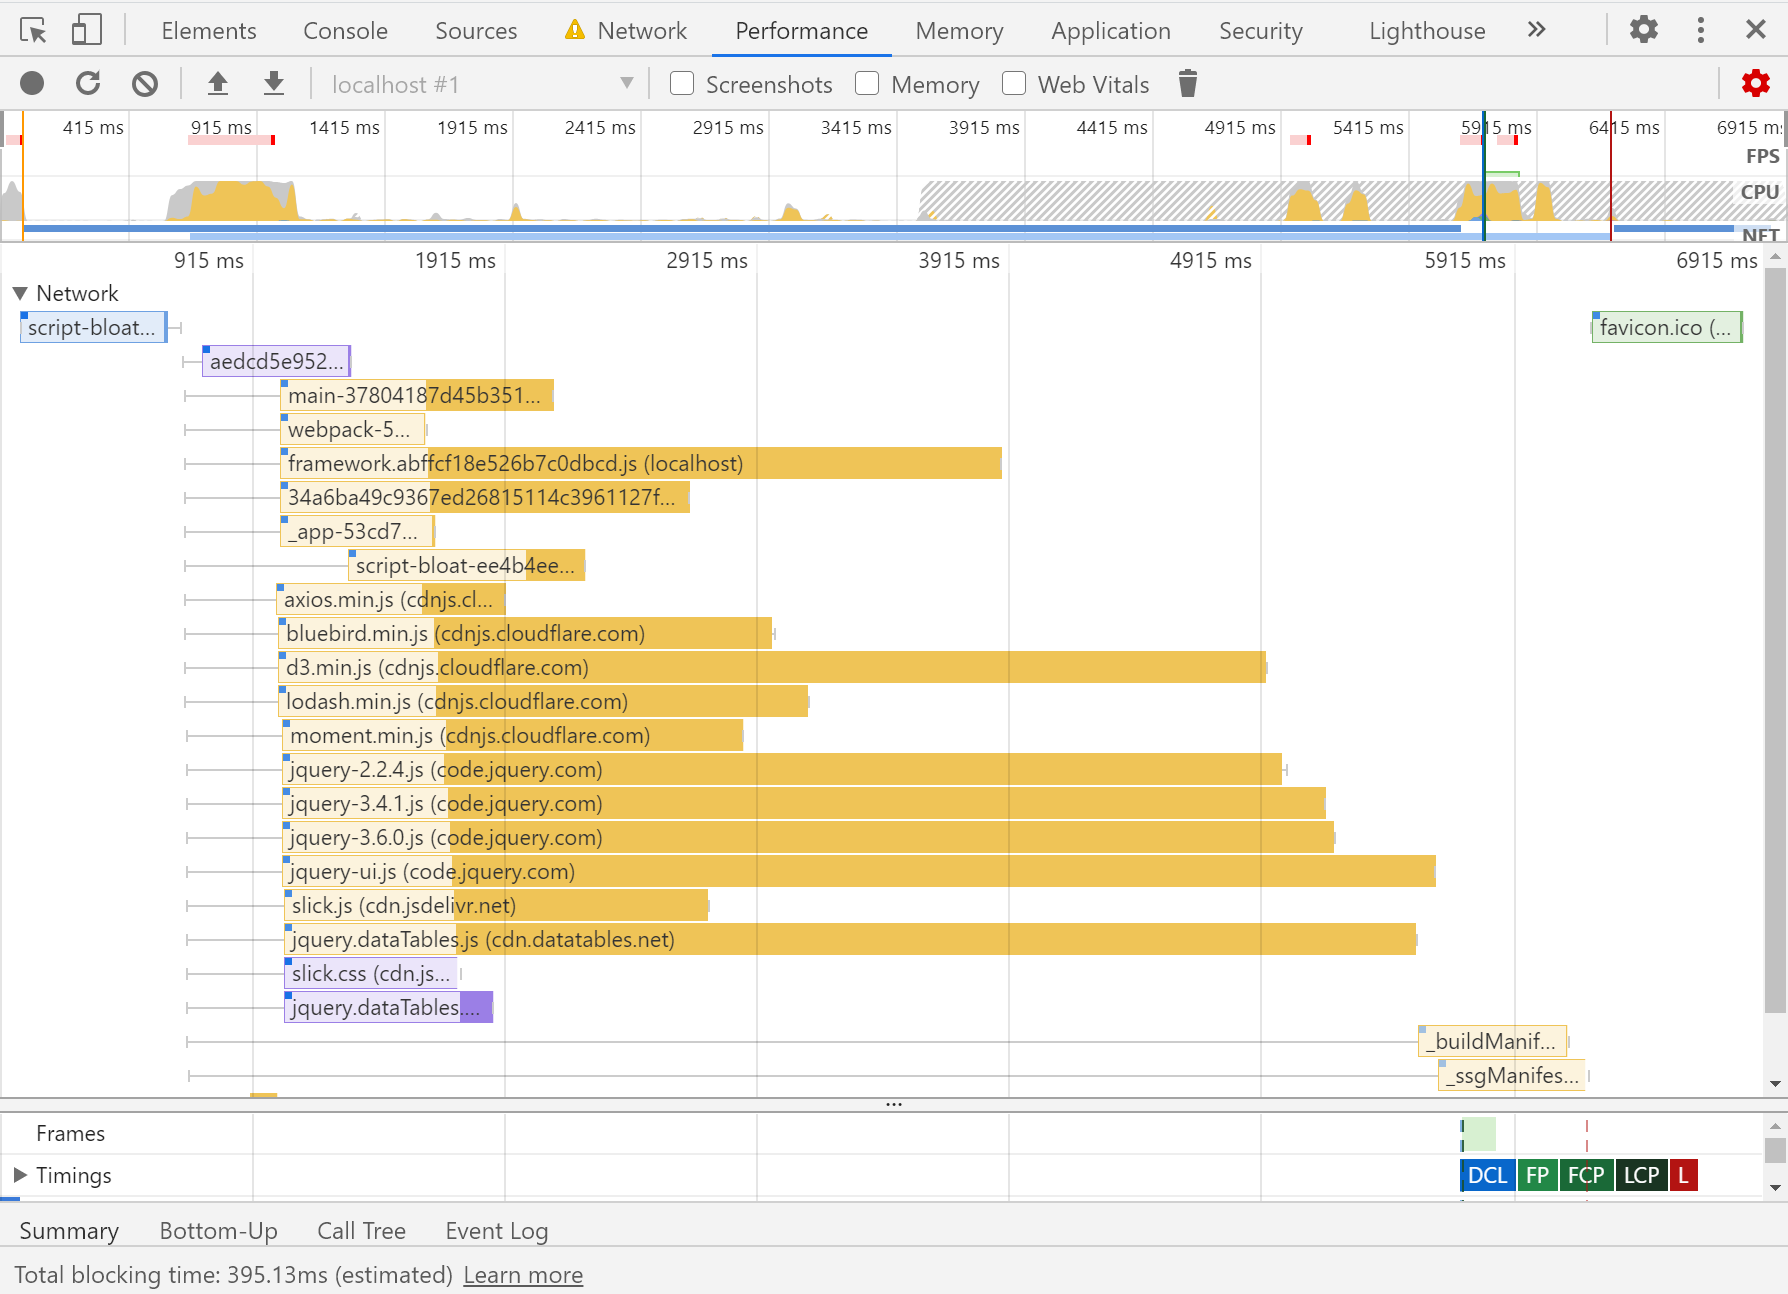 Elements Console Sources Network Performance Memory Application Security Lighthouse
localhost #1 Screenshots Memory Web Vitals
415 ms 915 ms 1415 ms 1915 ms 2415 ms 2915 ms 3415 ms 3915 ms 4415 ms 4915 ms 5415 ms 5915 ms 6415 ms 6915 ms
FPS
CPU
NET
915 ms 1915 ms 2915 ms 3915 ms 4915 ms 5915 ms 6915 ms
Network
script-bloat... favicon.ico (...
aedcd5e952...
main-37804187d45b351...
webpack-5...
framework.abffcf18e526b7c0dbcd.js (localhost)
34a6ba49c9367ed26815114c3961127f...
_app-53cd7...
script-bloat-ee4b4ee...
axios.min.js (cdnjs.cl...
bluebird.min.js (cdnjs.cloudflare.com)
d3.min.js (cdnjs.cloudflare.com)
lodash.min.js (cdnjs.cloudflare.com)
moment.min.js (cdnjs.cloudflare.com)
jquery-2.2.4.js (code.jquery.com)
jquery-3.4.1.js (code.jquery.com)
jquery-3.6.0.js (code.jquery.com)
jquery-ui.js (code.jquery.com)
slick.js (cdn.jsdelivr.net)
jquery.dataTables.js (cdn.datatables.net)
slick.css (cdn.js...
jquery.dataTables....
_buildManif...
_ssgManifes...
...
Frames
Timings DCL FP FCP LCP L
Summary Bottom-Up Call Tree Event Log
Total blocking time: 395.13ms (estimated) Learn more